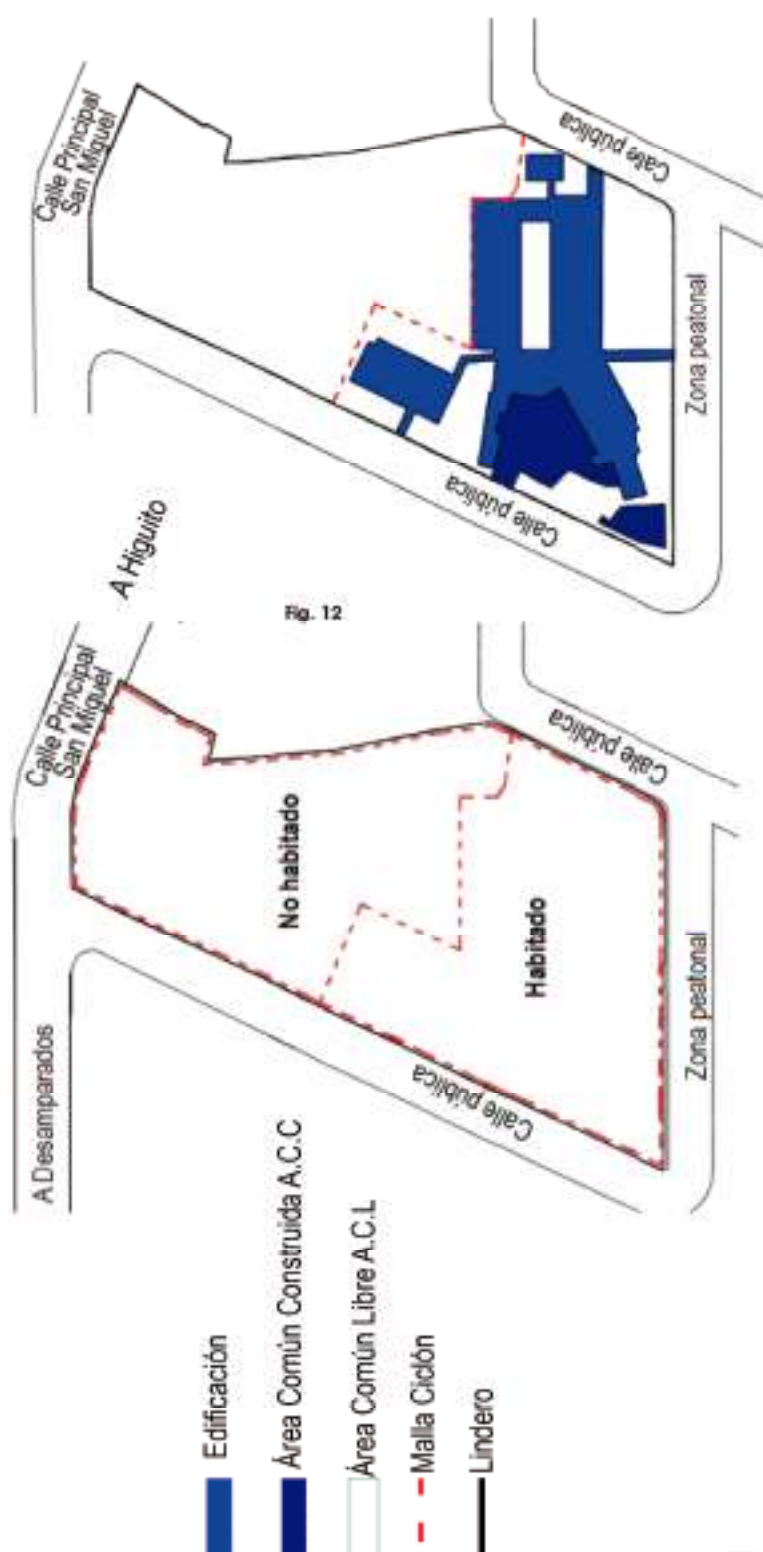 Calle Principal
San Miguel
Calle pública
Zona peatonal
Calle pública
A Higuito
Fig. 12
Calle Principal
San Miguel
A Desamparados
No habitado
Habitado
Calle pública
Zona peatonal
Calle pública
Edificación
Área Común Construida A.C.C
Área Común Libre A.C.L
Malla Ciclón
Lindero